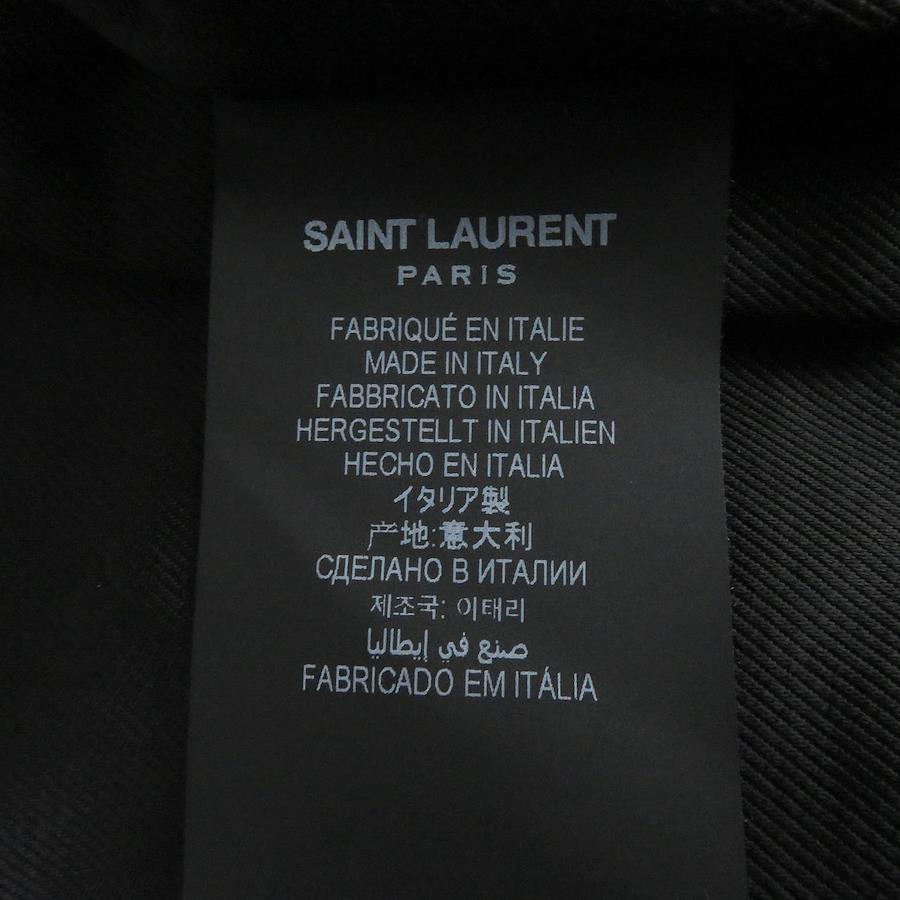 SAINT LAURENT
PARIS
FABRIQUÉ EN ITALIE
MADE IN ITALY
FABBRICATO IN ITALIA
HERGESTELLT IN ITALIEN
HECHO EN ITALIA
イタリア製
产地:意大利
СДЕЛАНО В ИТАЛИИ
제조국: 이태리
صنع في إيطاليا
FABRICADO EM ITÁLIA